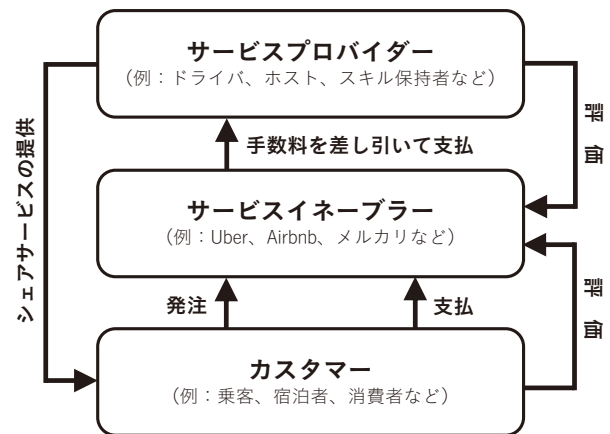 サービスプロバイダー
（例：ドライバ、ホスト、スキル保持者など）
シェアサービスの提供
評価
手数料を差し引いて支払
サービスイネーブラー
（例：Uber、Airbnb、メルカリなど）
発注
支払
評価
カスタマー
（例：乗客、宿泊者、消費者など）